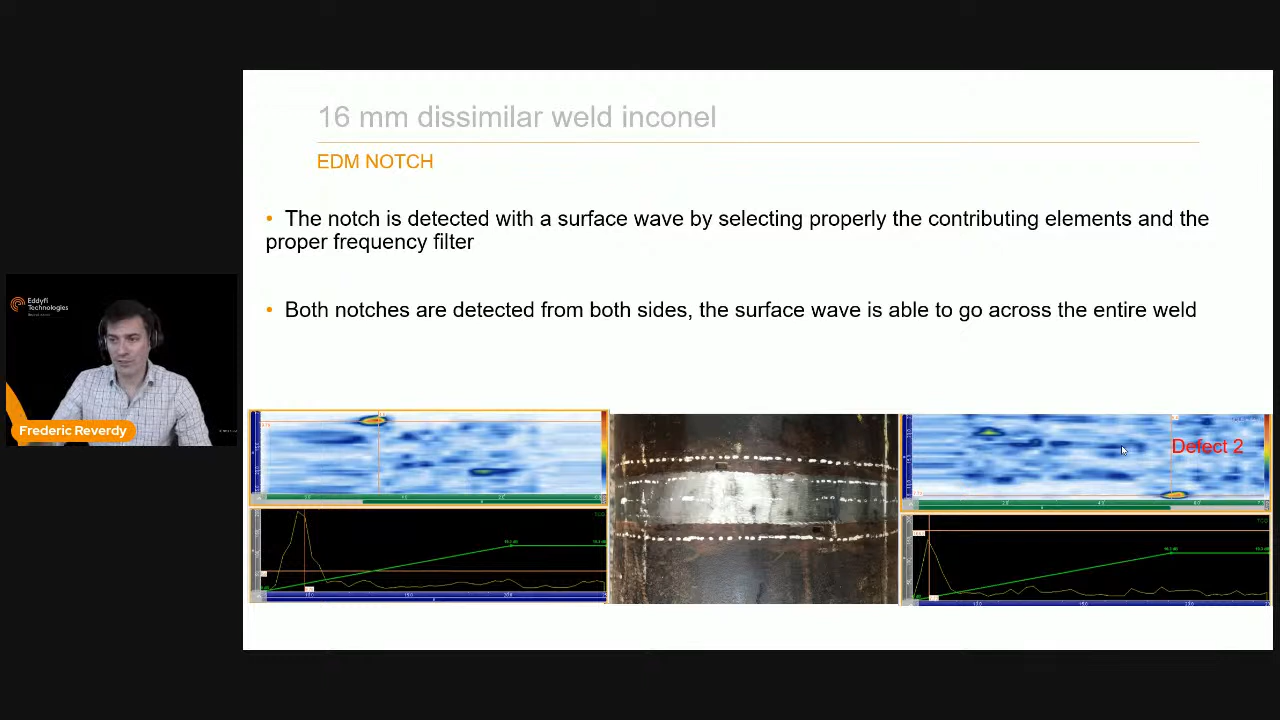 16 mm dissimilar weld inconel
EDM NOTCH
• The notch is detected with a surface wave by selecting properly the contributing elements and the
proper frequency filter
• Both notches are detected from both sides, the surface wave is able to go across the entire weld
Eddyfi
Technologies
Frederic Reverdy
Defect 2